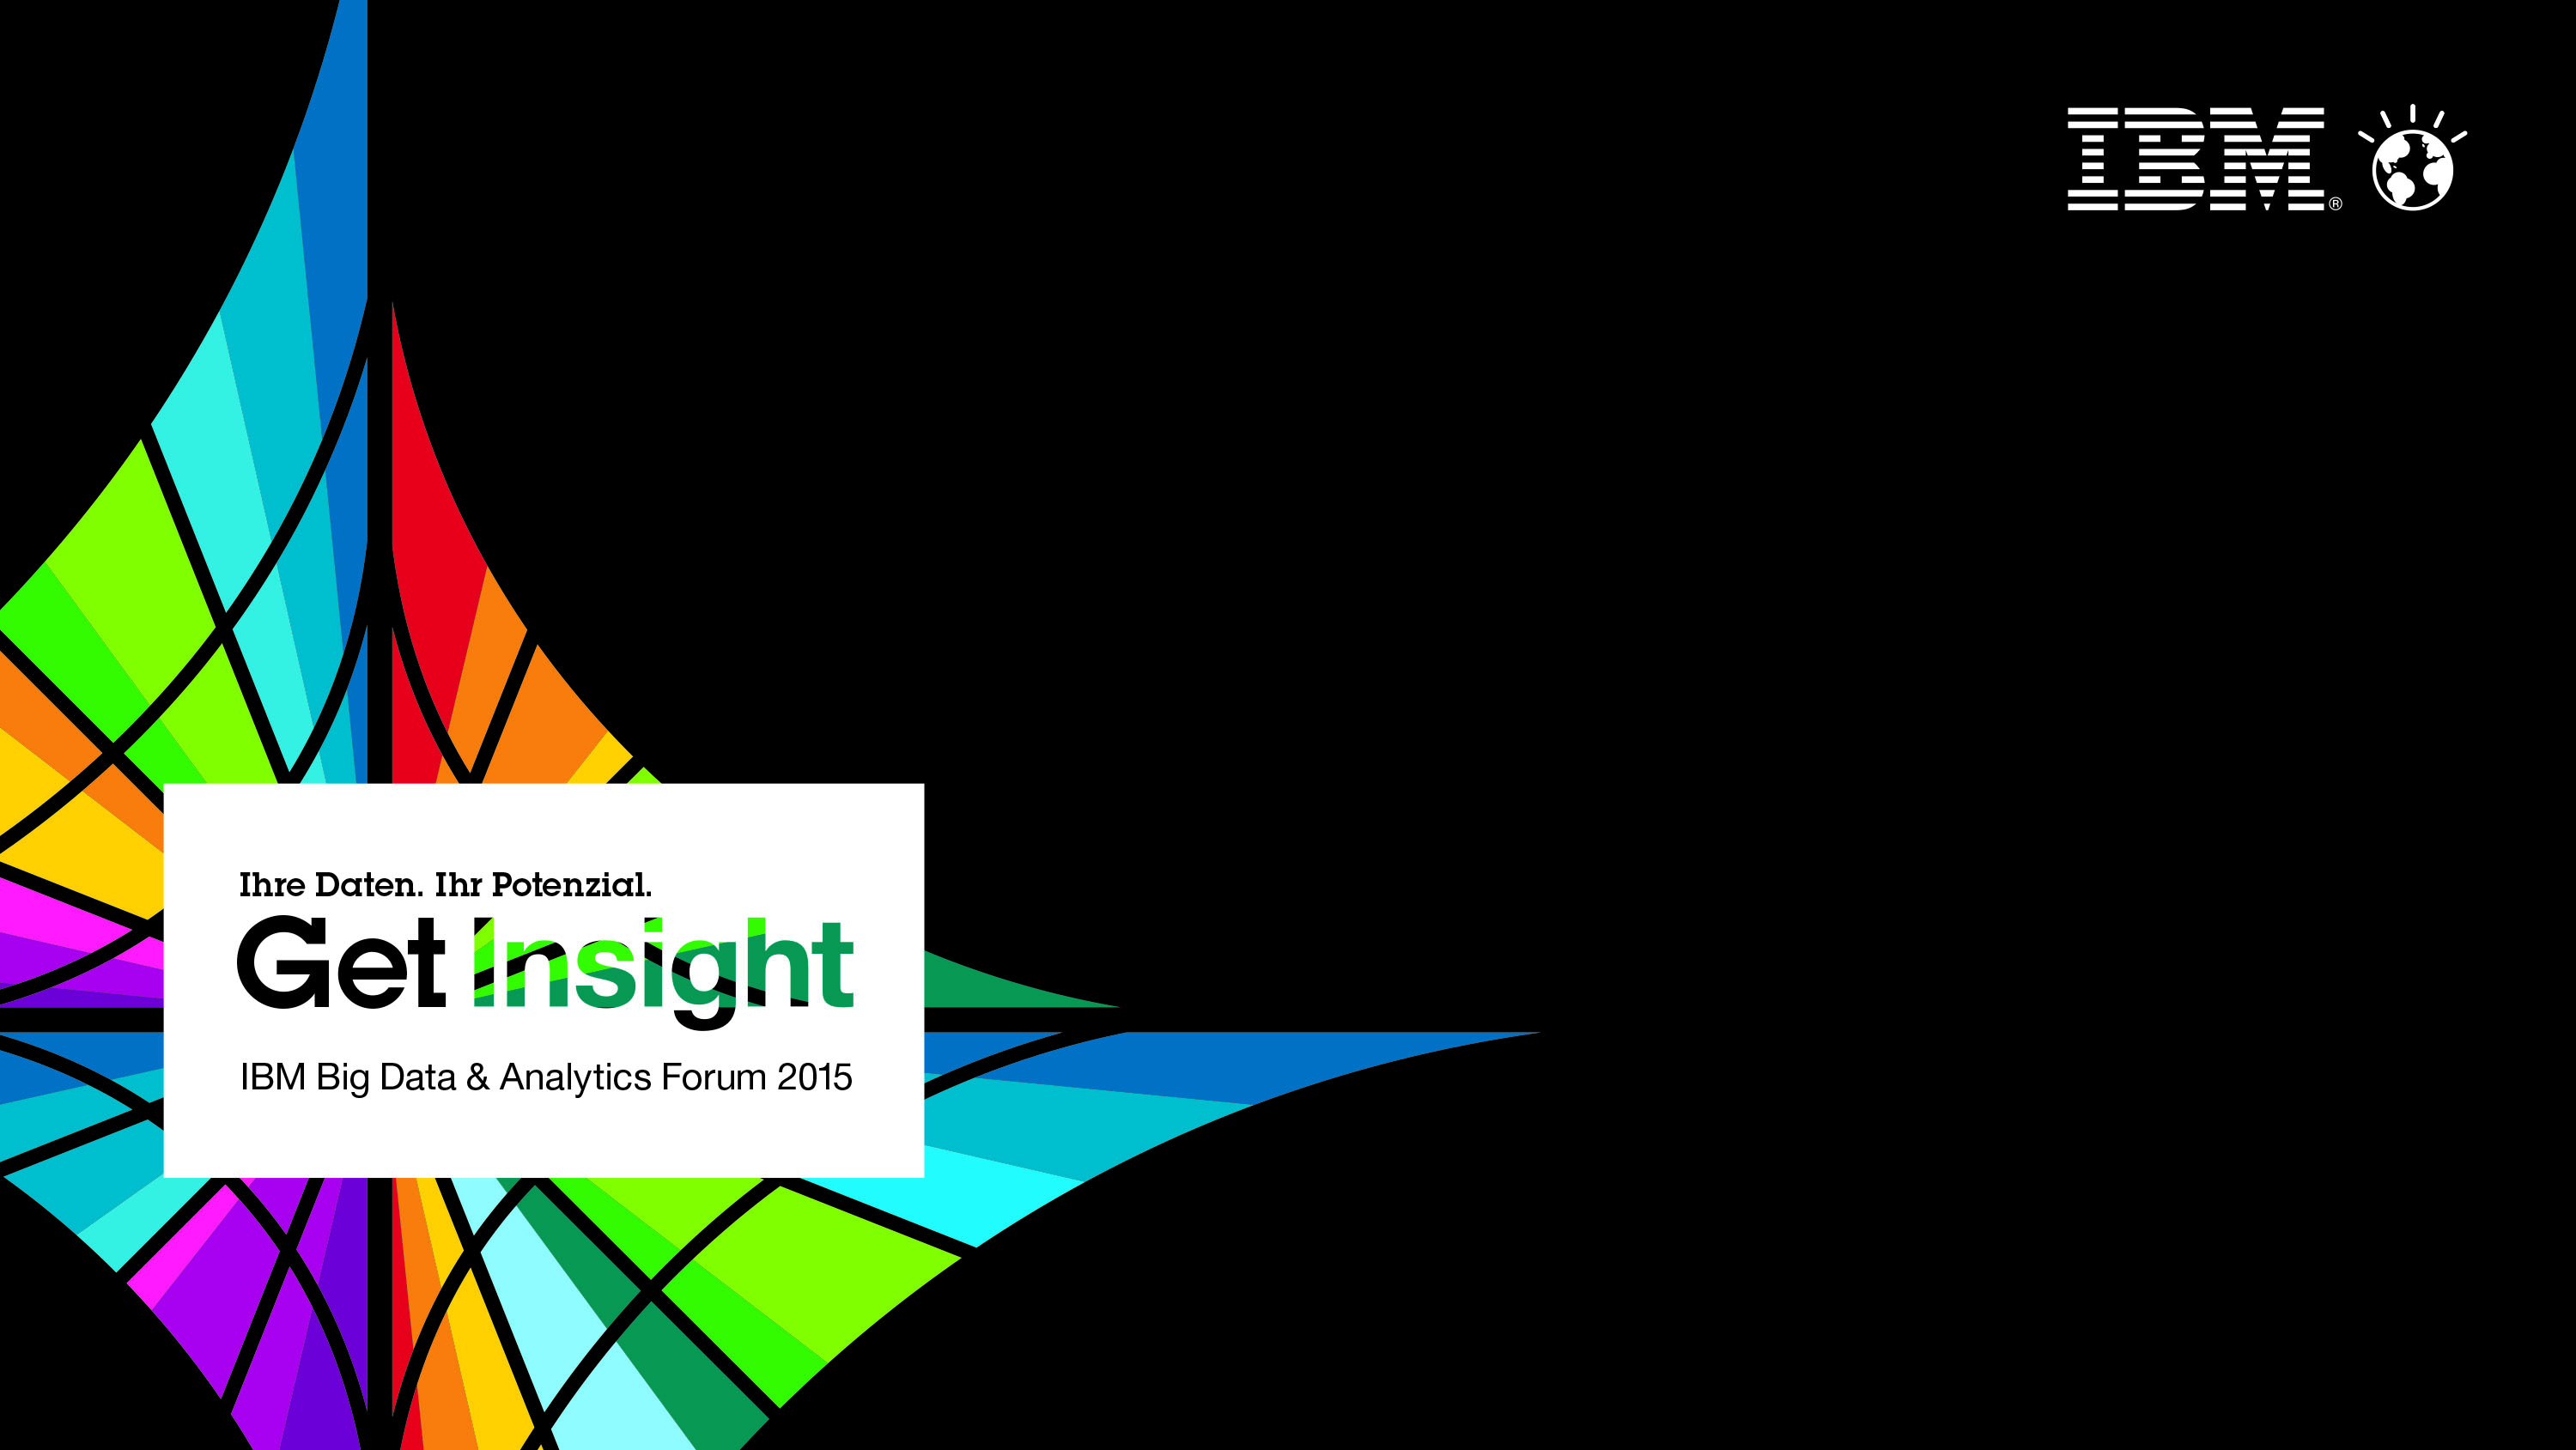 IBM®
Ihre Daten. Ihr Potenzial.
Get Insight
IBM Big Data & Analytics Forum 2015